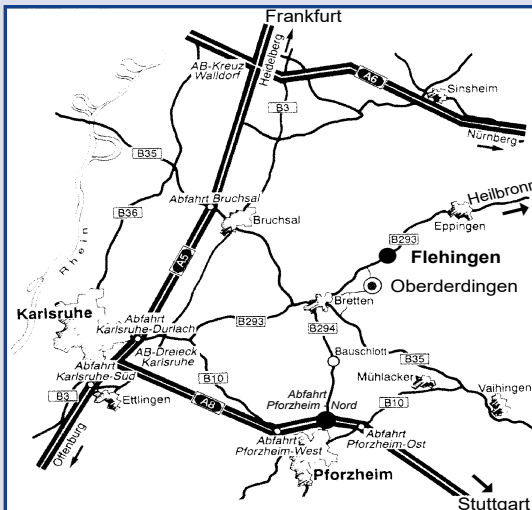 Frankfurt
AB-Kreuz
Walldorf
Heidelberg
B3
A6
Sinsheim
Nürnberg
B35
B36
Abfahrt Bruchsal
Bruchsal
Heilbronn
Eppingen
B293
Rhein
A5
Flehingen
Oberderdingen
Karlsruhe
Abfahrt
Karlsruhe-Durlach
B293
Bretten
B294
AB-Dreieck
Karlsruhe
Bauschlott
B35
Abfahrt
Karlsruhe-Süd
B10
Mühlacker
Vaihingen
B3
Ettlingen
A8
Abfahrt
Pforzheim-Nord
B10
Offenburg
Abfahrt
Pforzheim-West
Abfahrt
Pforzheim-Ost
Pforzheim
Stuttgart